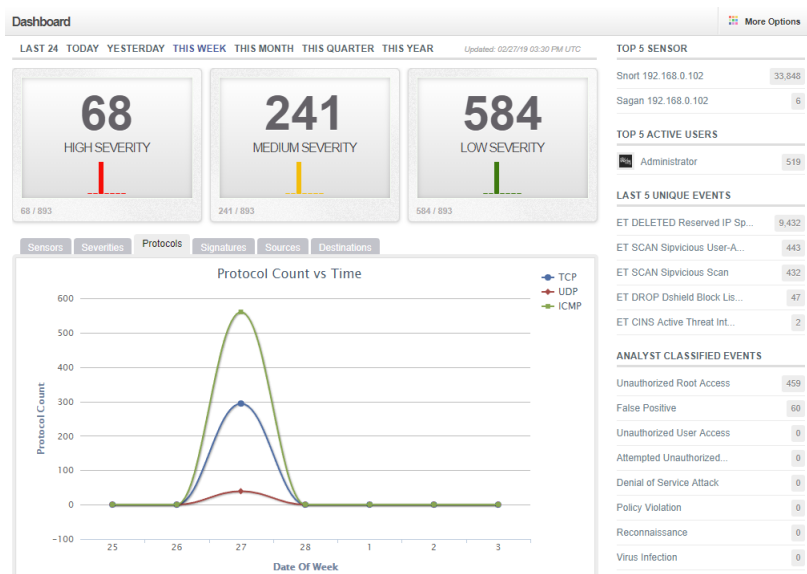 Dashboard
More Options
LAST 24 TODAY YESTERDAY THIS WEEK THIS MONTH THIS QUARTER THIS YEAR
Updated: 02/27/19 03:30 PM UTC
68
HIGH SEVERITY
68 / 893
241
MEDIUM SEVERITY
241 / 893
584
LOW SEVERITY
584 / 893
Sensors Severities Protocols Signatures Sources Destinations
Protocol Count vs Time
TCP
UDP
ICMP
Protocol Count
600
500
400
300
200
100
0
-100
25 26 27 28 1 2 3
Date Of Week
TOP 5 SENSOR
Snort 192.168.0.102 33,848
Sagan 192.168.0.102 6
TOP 5 ACTIVE USERS
Administrator 519
LAST 5 UNIQUE EVENTS
ET DELETED Reserved IP Sp... 9,432
ET SCAN Sipvicious User-A... 443
ET SCAN Sipvicious Scan 432
ET DROP Dshield Block Lis... 47
ET CINS Active Threat Int... 2
ANALYST CLASSIFIED EVENTS
Unauthorized Root Access 459
False Positive 60
Unauthorized User Access 0
Attempted Unauthorized... 0
Denial of Service Attack 0
Policy Violation 0
Reconnaissance 0
Virus Infection 0